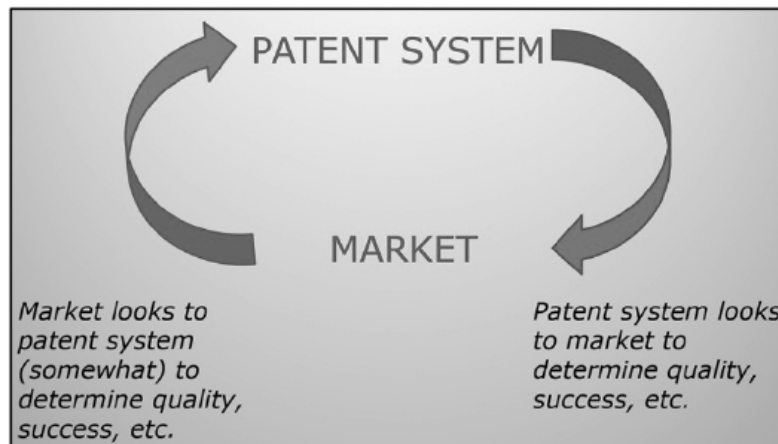 PATENT SYSTEM
MARKET
Market looks to
patent system
(somewhat) to
determine quality,
success, etc.
Patent system looks
to market to
determine quality,
success, etc.